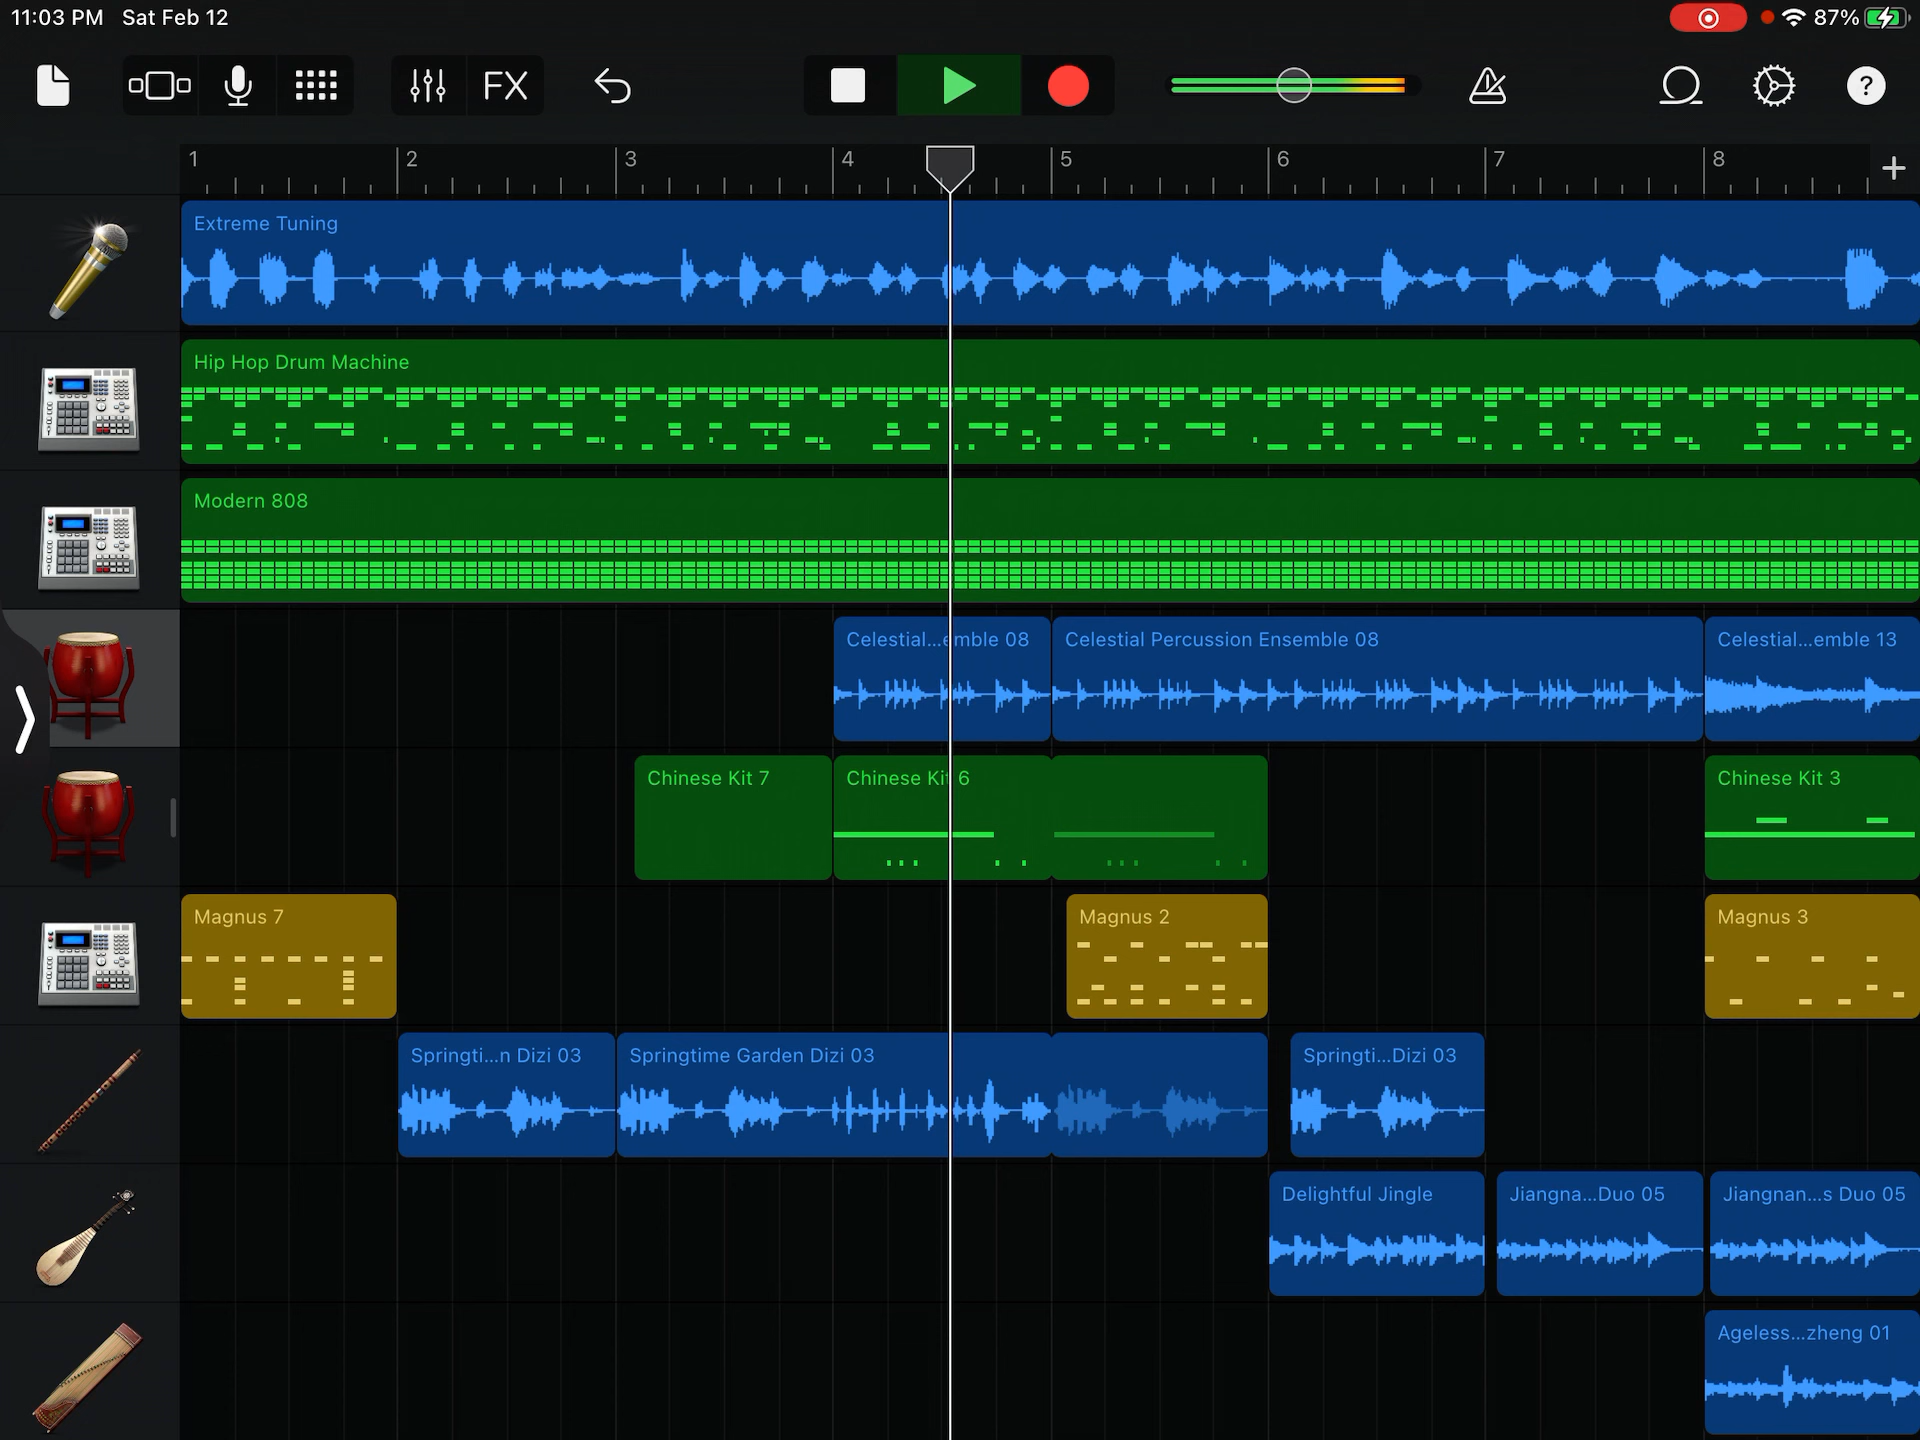 11:03 PM Sat Feb 12
87%
FX
?
1 2 3 4 5 6 7 8 +
Extreme Tuning
Hip Hop Drum Machine
Modern 808
Celestial...emble 08 Celestial Percussion Ensemble 08 Celestial...emble 13
Chinese Kit 7 Chinese Kit 6 Chinese Kit 3
Magnus 7 Magnus 2 Magnus 3
Springti...n Dizi 03 Springtime Garden Dizi 03 Springti...Dizi 03
Delightful Jingle Jiangna...Duo 05 Jiangnan...s Duo 05
Ageless...zheng 01